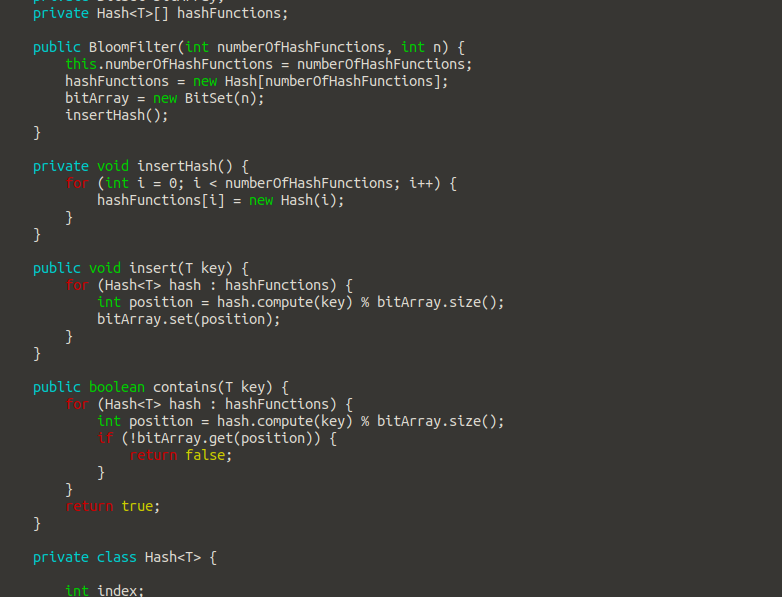 private Hash<T>[] hashFunctions;
public BloomFilter(int numberOfHashFunctions, int n) {
this.numberOfHashFunctions = numberOfHashFunctions;
hashFunctions = new Hash[numberOfHashFunctions];
bitArray = new BitSet(n);
insertHash();
}
private void insertHash() {
for (int i = 0; i < numberOfHashFunctions; i++) {
hashFunctions[i] = new Hash(i);
}
}
public void insert(T key) {
for (Hash<T> hash : hashFunctions) {
int position = hash.compute(key) % bitArray.size();
bitArray.set(position);
}
}
public boolean contains(T key) {
for (Hash<T> hash : hashFunctions) {
int position = hash.compute(key) % bitArray.size();
if (!bitArray.get(position)) {
return false;
}
}
return true;
}
private class Hash<T> {
int index;